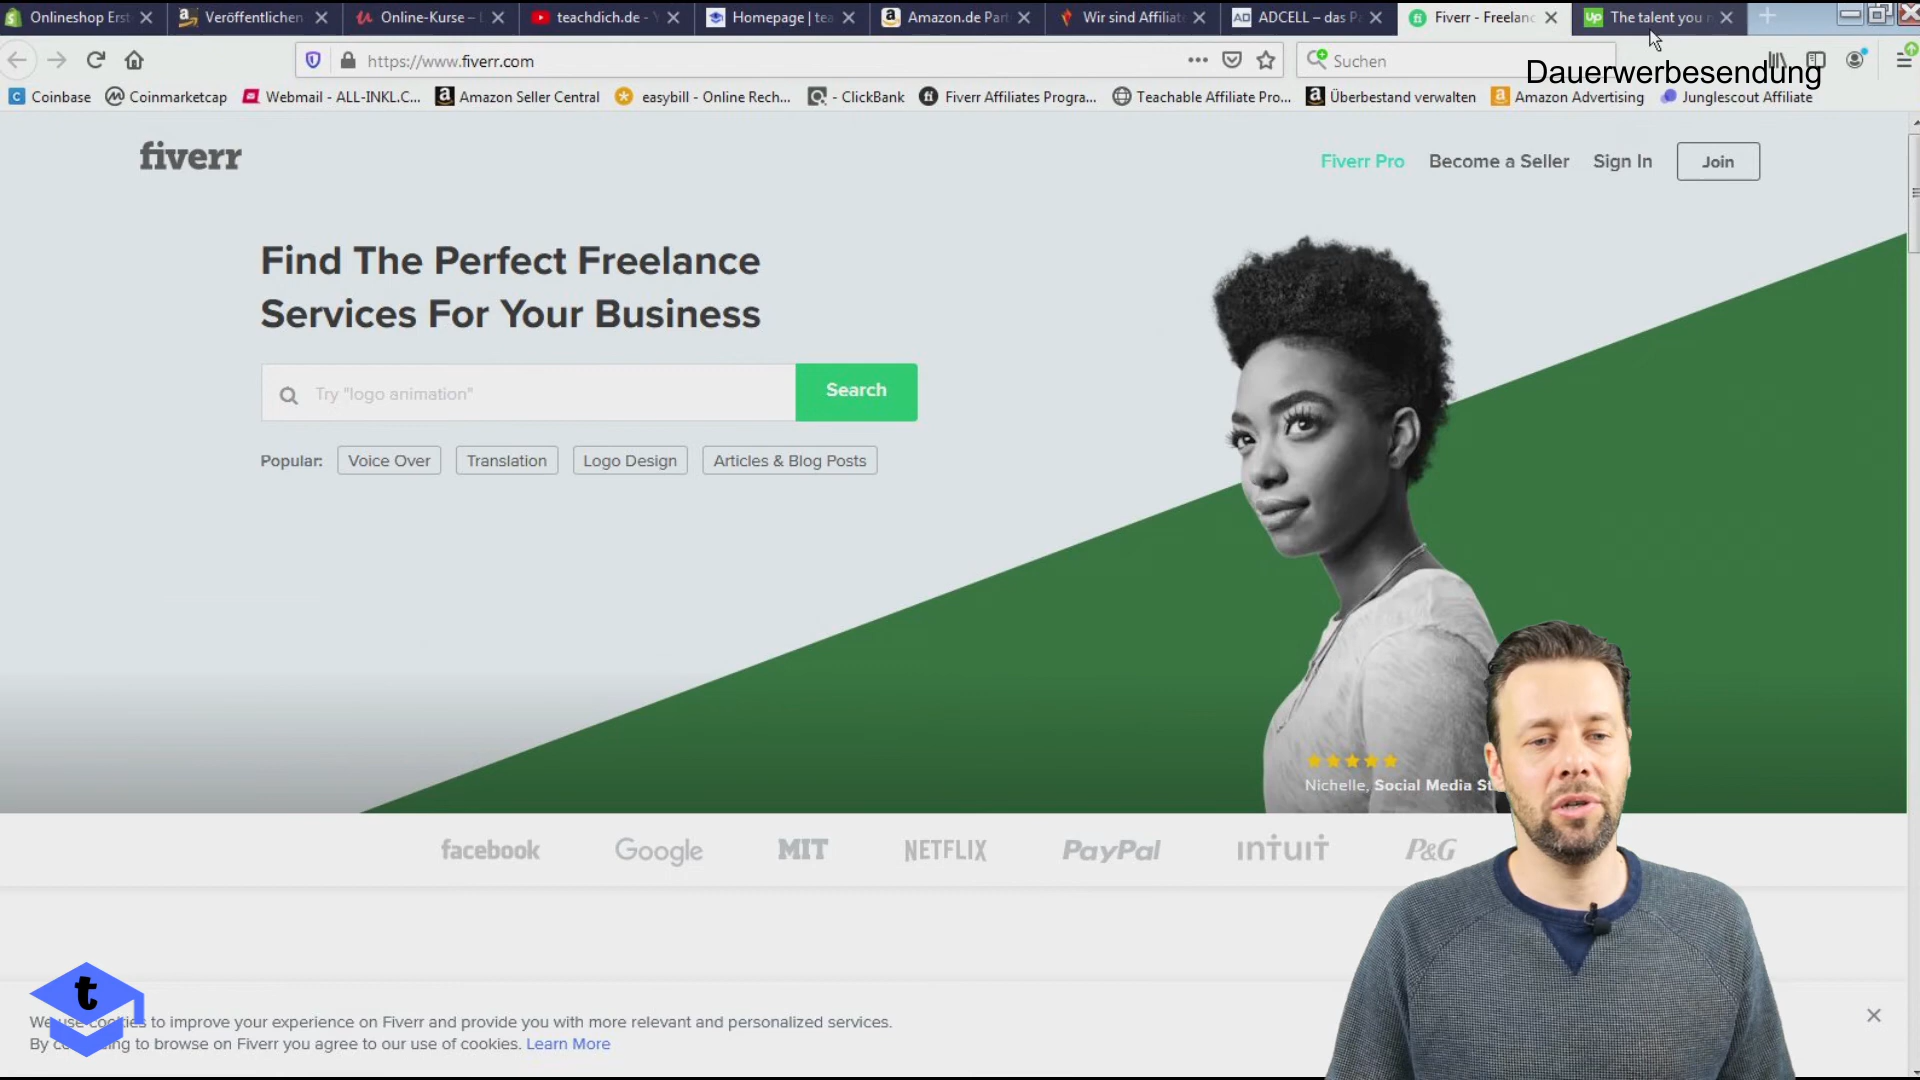 Onlineshop Erst
Veröffentlichen
Online-Kurse –
teachdich.de -
Homepage | tea
Amazon.de Part
Wir sind Affiliate
ADCELL – das Pa
Fiverr - Freelanc
Up The talent you n
https://www.fiverr.com
Suchen
Dauerwerbesendung
Coinbase
Coinmarketcap
Webmail - ALL-INKL.C...
Amazon Seller Central
easybill - Online Rech...
- ClickBank
Fiverr Affiliates Progra...
Teachable Affiliate Pro...
Überbestand verwalten
Amazon Advertising
Junglescout Affiliate
fiverr
Fiverr Pro
Become a Seller
Sign In
Join
Find The Perfect Freelance
Services For Your Business
Try "logo animation"
Search
Popular:
Voice Over
Translation
Logo Design
Articles & Blog Posts
Nichelle, Social Media St
facebook
Google
MIT
NETFLIX
PayPal
intuit
P&G
t
We use cookies to improve your experience on Fiverr and provide you with more relevant and personalized services.
By to browse on Fiverr you agree to our use of cookies. Learn More